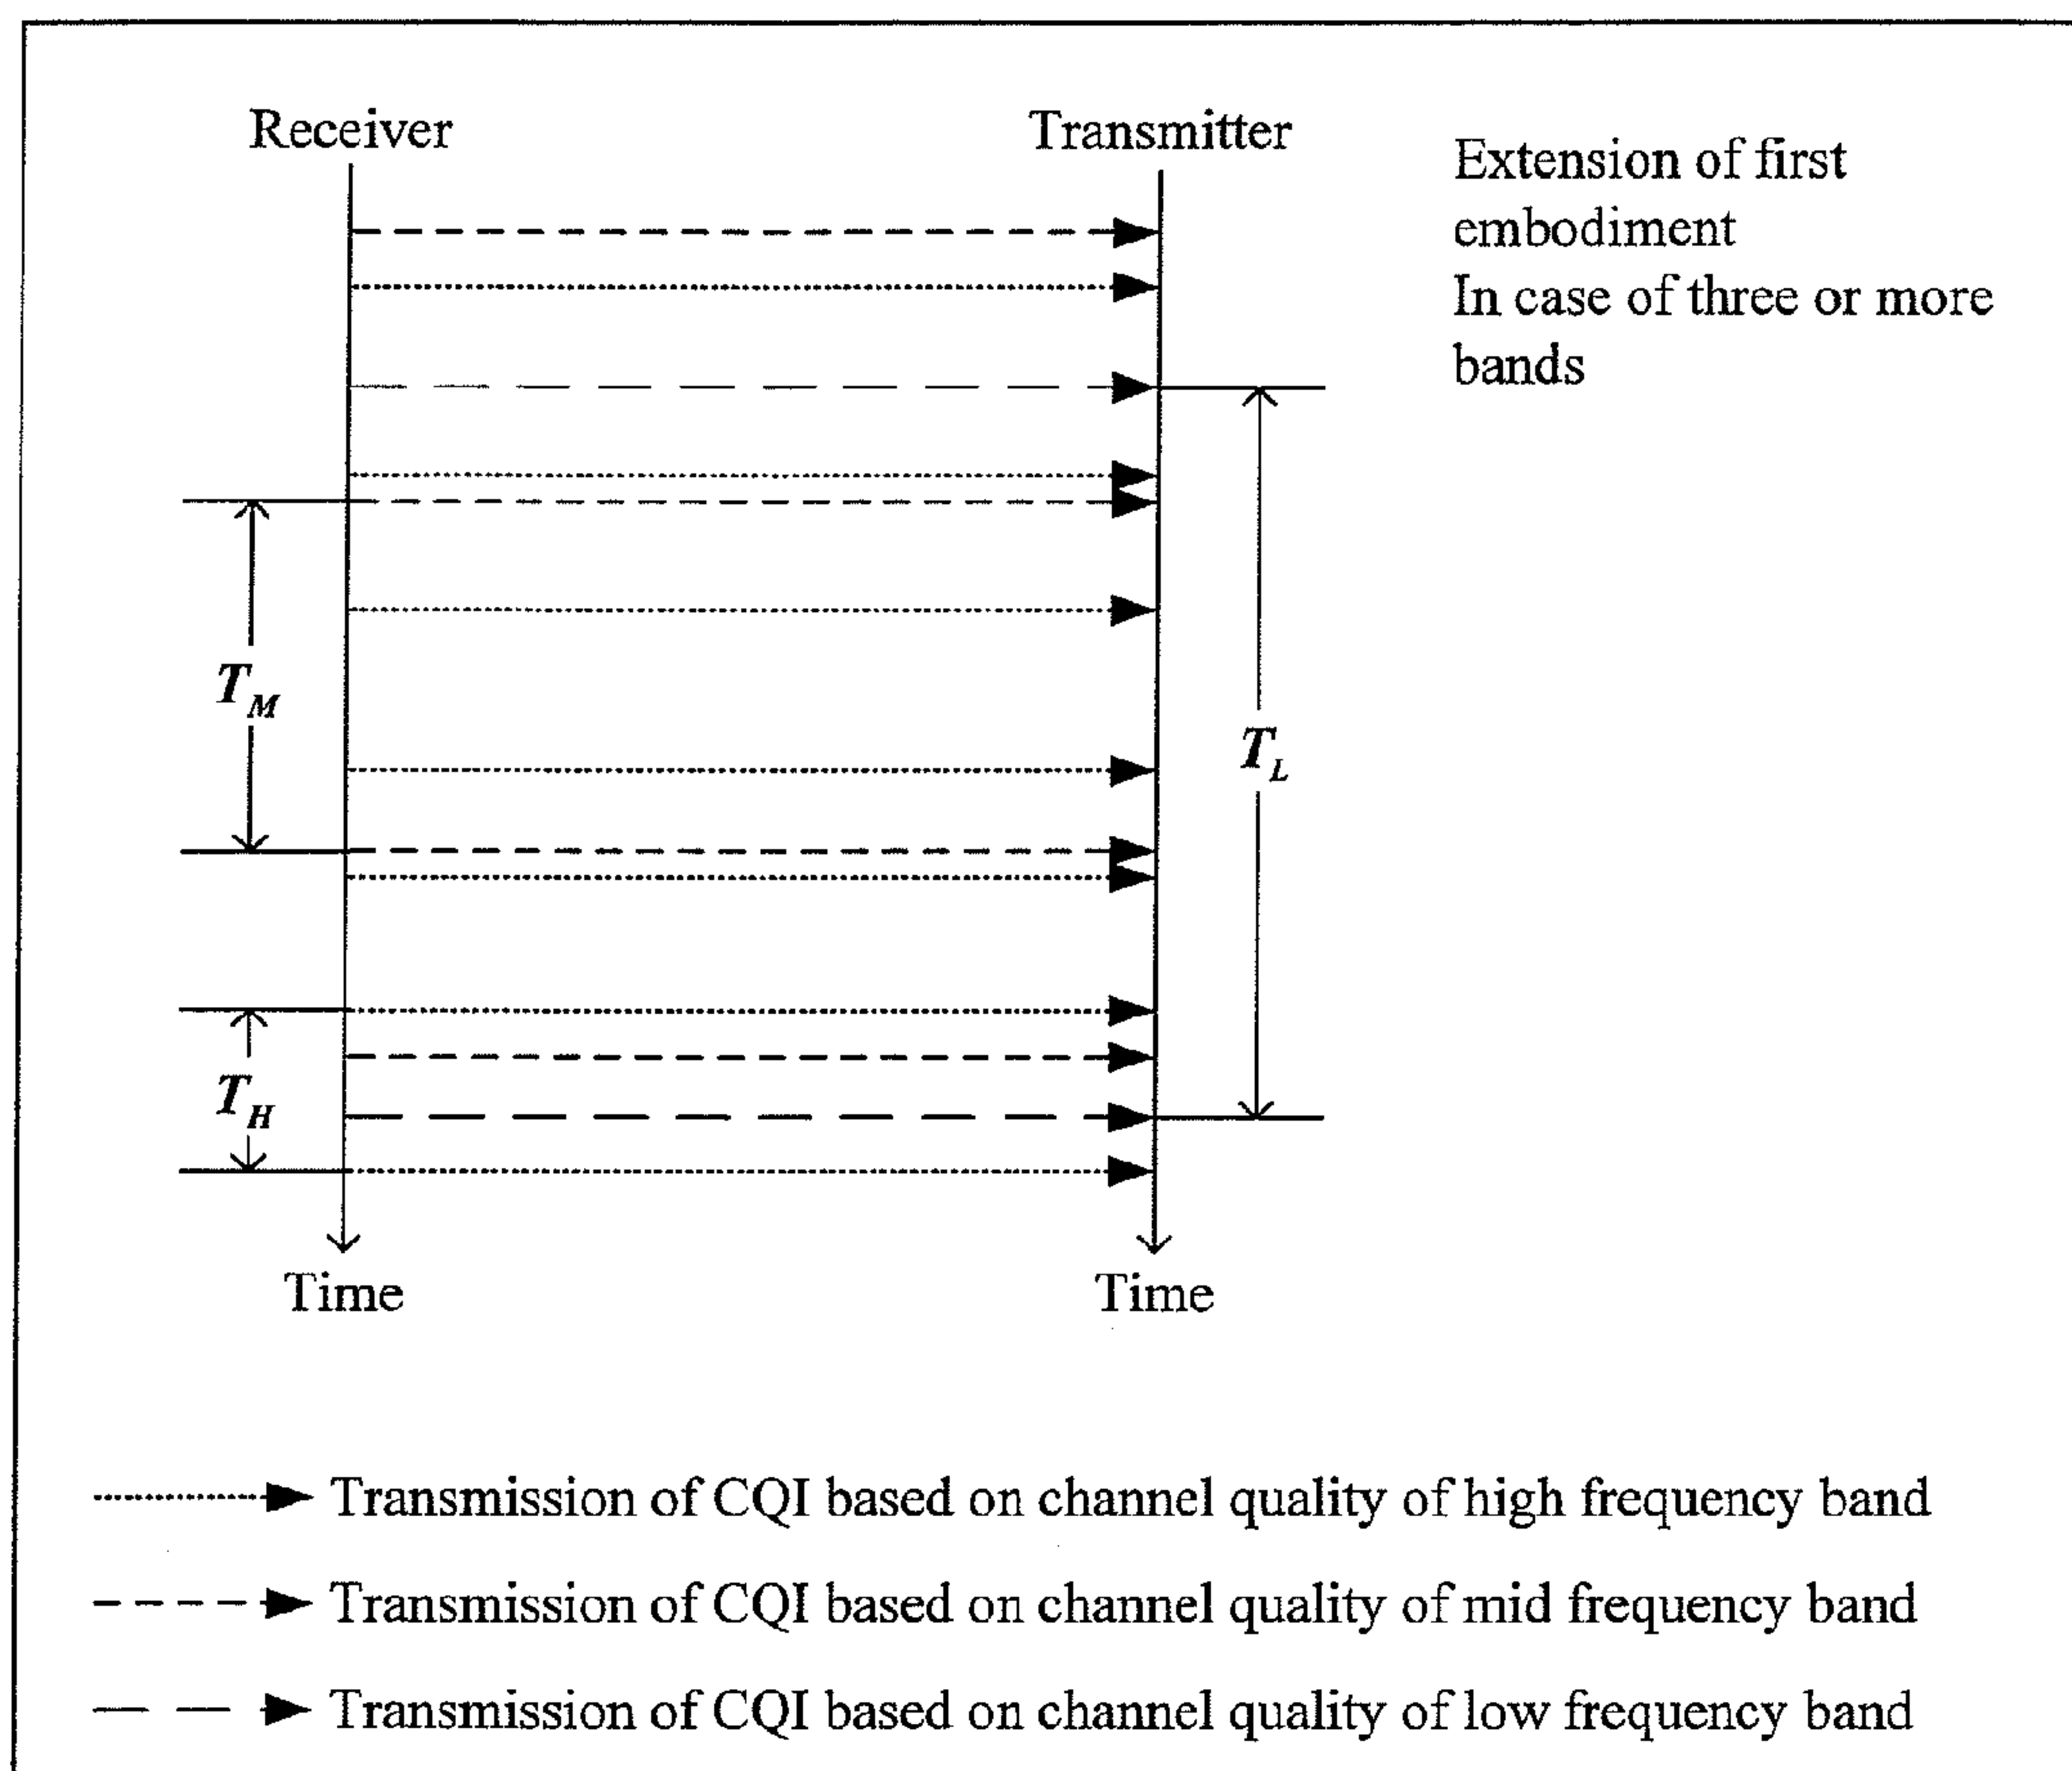 Receiver
Transmitter
Extension of first
embodiment
In case of three or more
bands
T_M
T_L
T_H
Time
Time
Transmission of CQI based on channel quality of high frequency band
Transmission of CQI based on channel quality of mid frequency band
Transmission of CQI based on channel quality of low frequency band